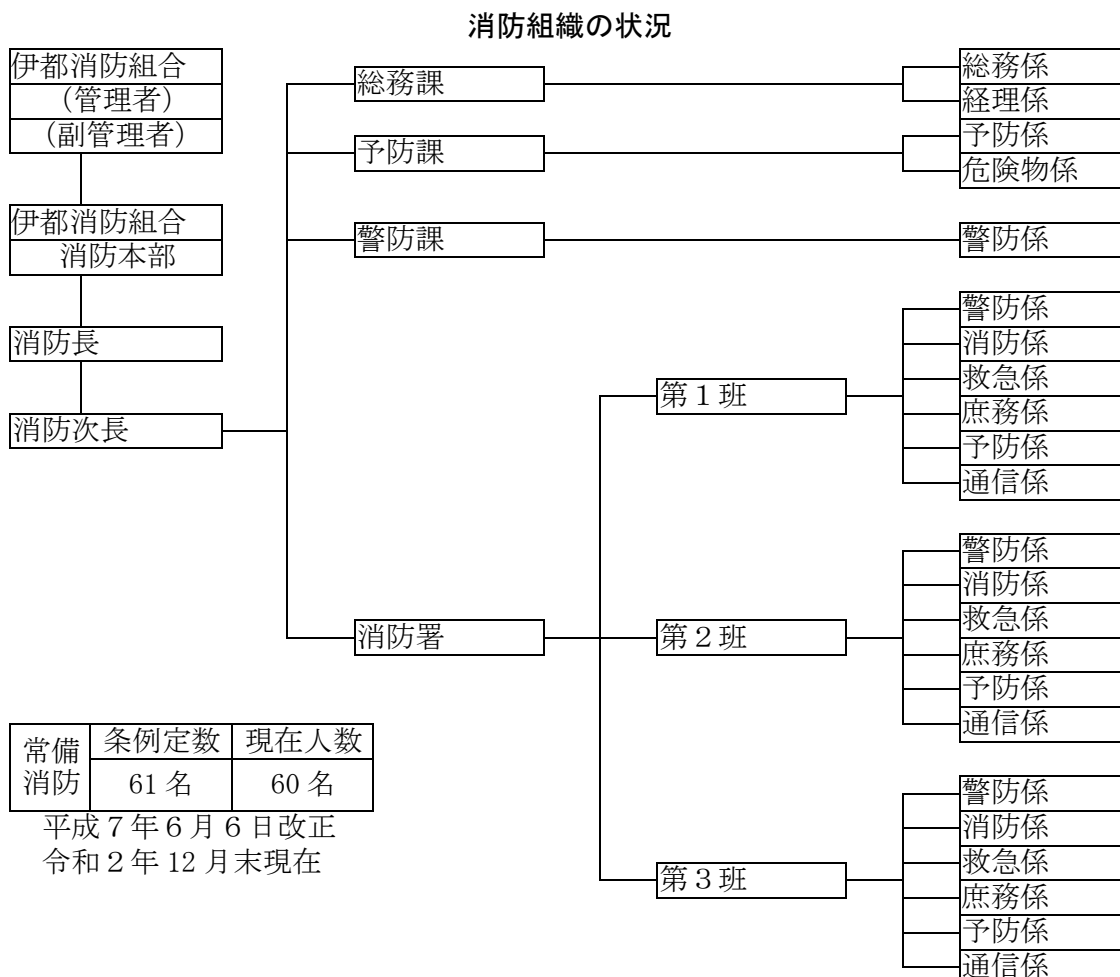 消防組織の状況
伊都消防組合
(管理者)
(副管理者)
伊都消防組合
消防本部
消防長
消防次長
総務課
総務係
経理係
予防課
予防係
危険物係
警防課
警防係
消防署
第１班
警防係
消防係
救急係
庶務係
予防係
通信係
第２班
警防係
消防係
救急係
庶務係
予防係
通信係
第３班
警防係
消防係
救急係
庶務係
予防係
通信係
常備
消防
条例定数
現在人数
61 名
60 名
平成７年６月６日改正
令和２年 12 月末現在